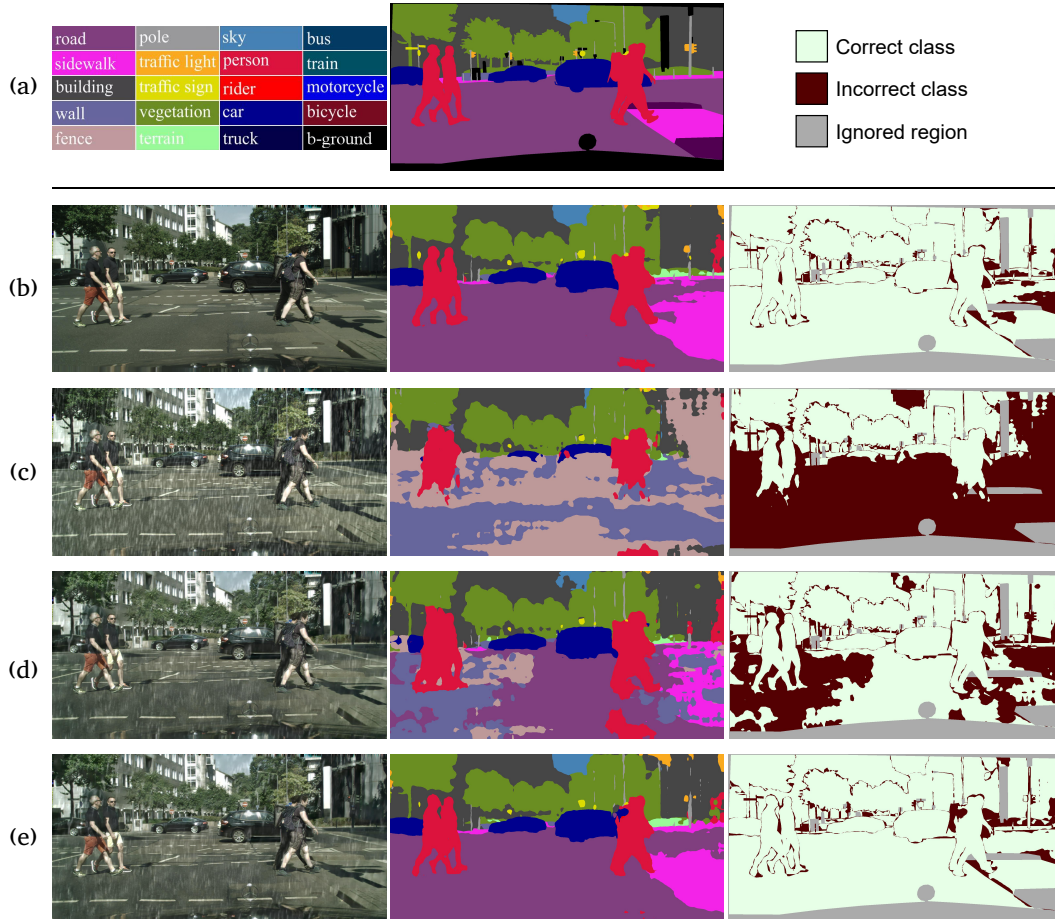 road pole sky bus
sidewalk traffic light person train
building traffic sign rider motorcycle
wall vegetation car bicycle
fence terrain truck b-ground
(a)
Correct class
Incorrect class
Ignored region
(b)
(c)
(d)
(e)